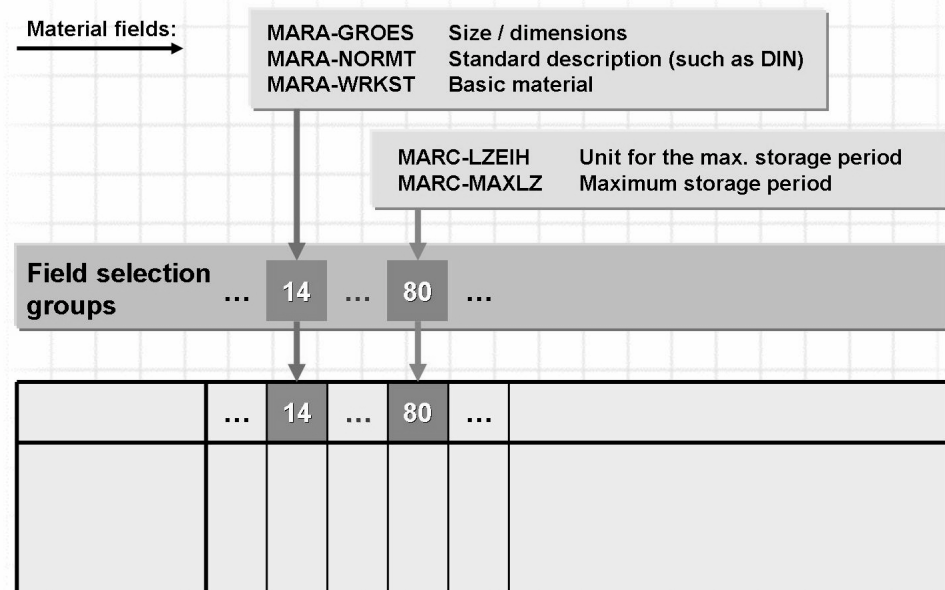 Material fields:
MARA-GROES Size / dimensions
MARA-NORMT Standard description (such as DIN)
MARA-WRKST Basic material
MARC-LZEIH Unit for the max. storage period
MARC-MAXLZ Maximum storage period
Field selection
groups
... 14 ... 80 ...
... 14 ... 80 ...